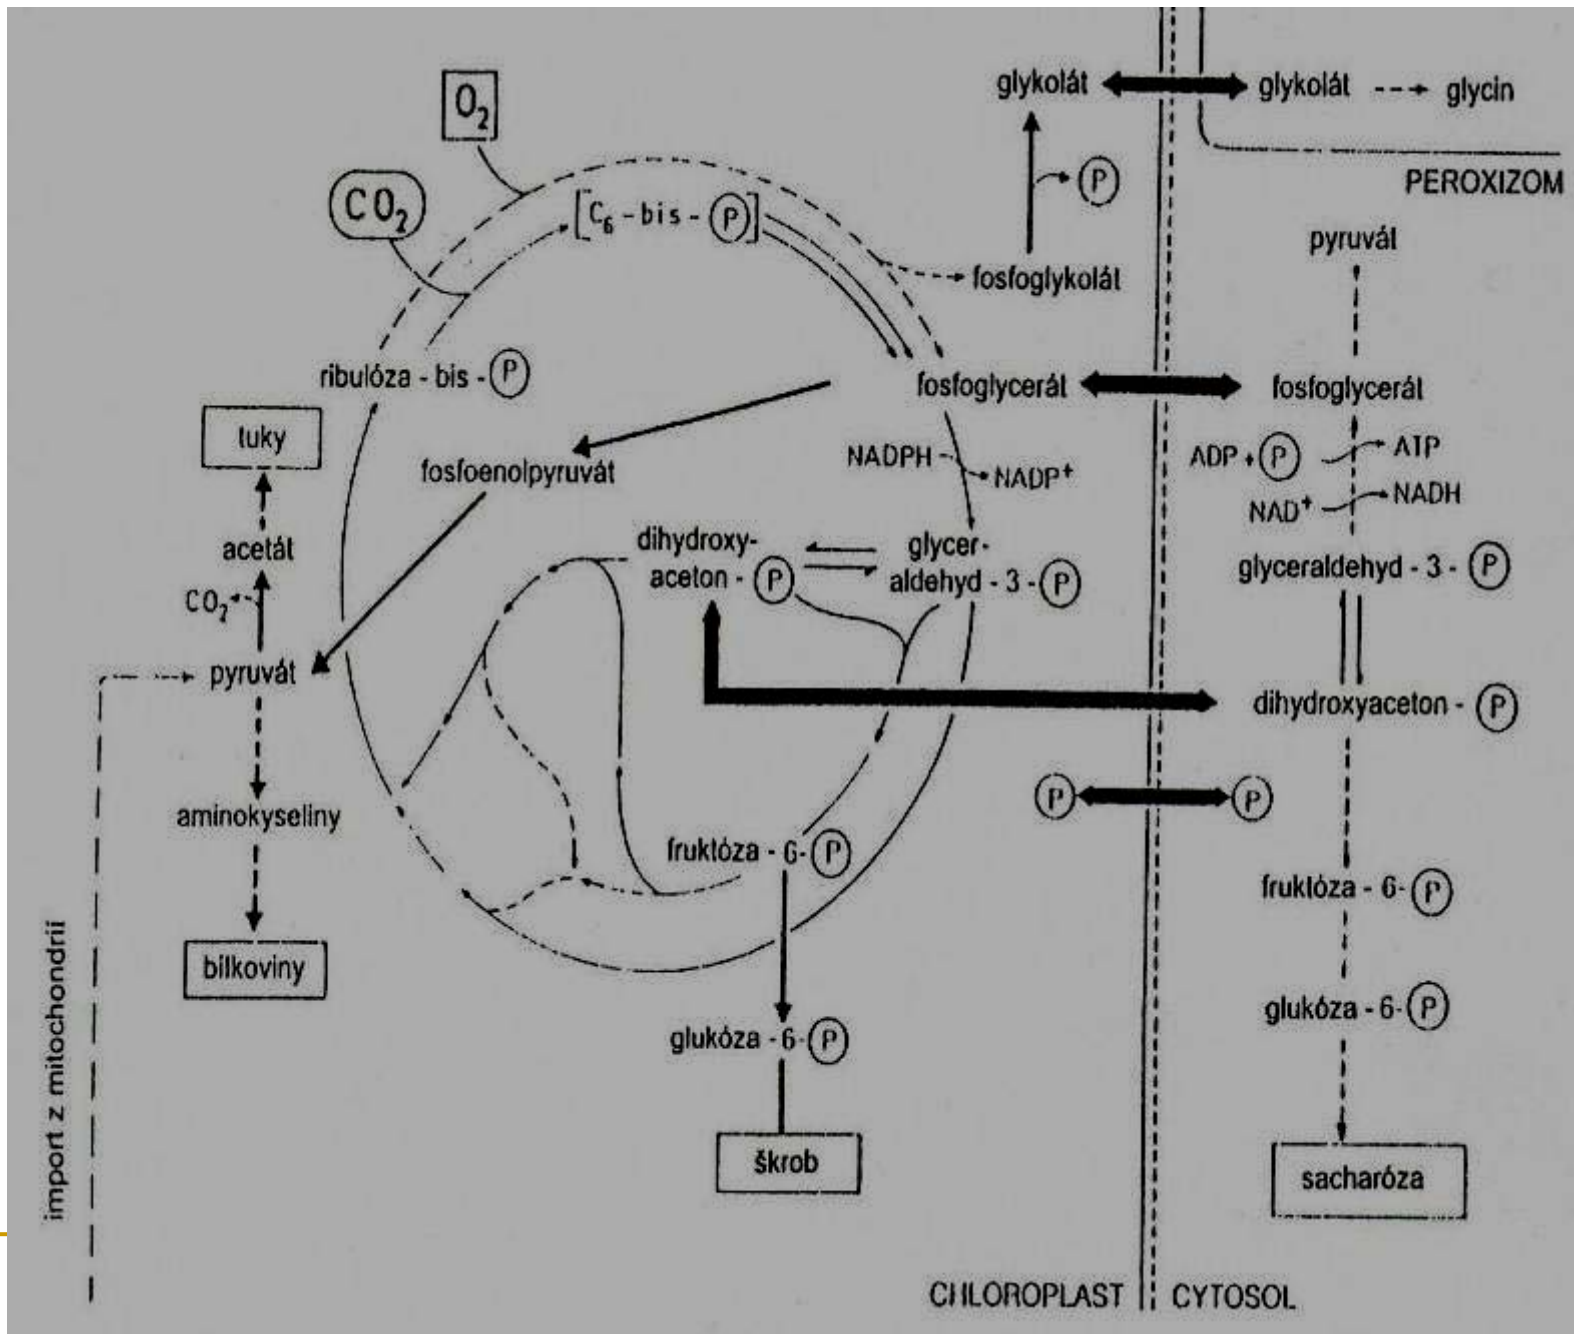 O₂
CO₂
[C₆ - bis - P]
ribulóza - bis - P
glykolát
glykolát
glycin
P
PEROXIZOM
fosfoglykolát
pyruvát
fosfoglycerát
fosfoglycerát
NADPH
NADP⁺
ADP + P
ATP
NAD⁺
NADH
tuky
fosfoenolpyruvát
acetát
CO₂
pyruvát
dihydroxy-
aceton - P
glycer-
aldehyd - 3 - P
glyceraldehyd - 3 - P
dihydroxyaceton - P
P
P
aminokyseliny
bílkoviny
import z mitochondrií
fruktóza - 6 - P
fruktóza - 6 - P
glukóza - 6 - P
glukóza - 6 - P
škrob
sacharóza
CHLOROPLAST
CYTOSOL